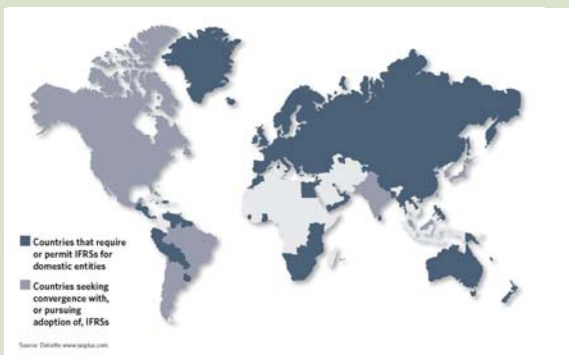 Countries that require
or permit IFRSs for
domestic entities
Countries seeking
convergence with,
or pursuing
adoption of, IFRSs
Source: Deloitte www.iasplus.com